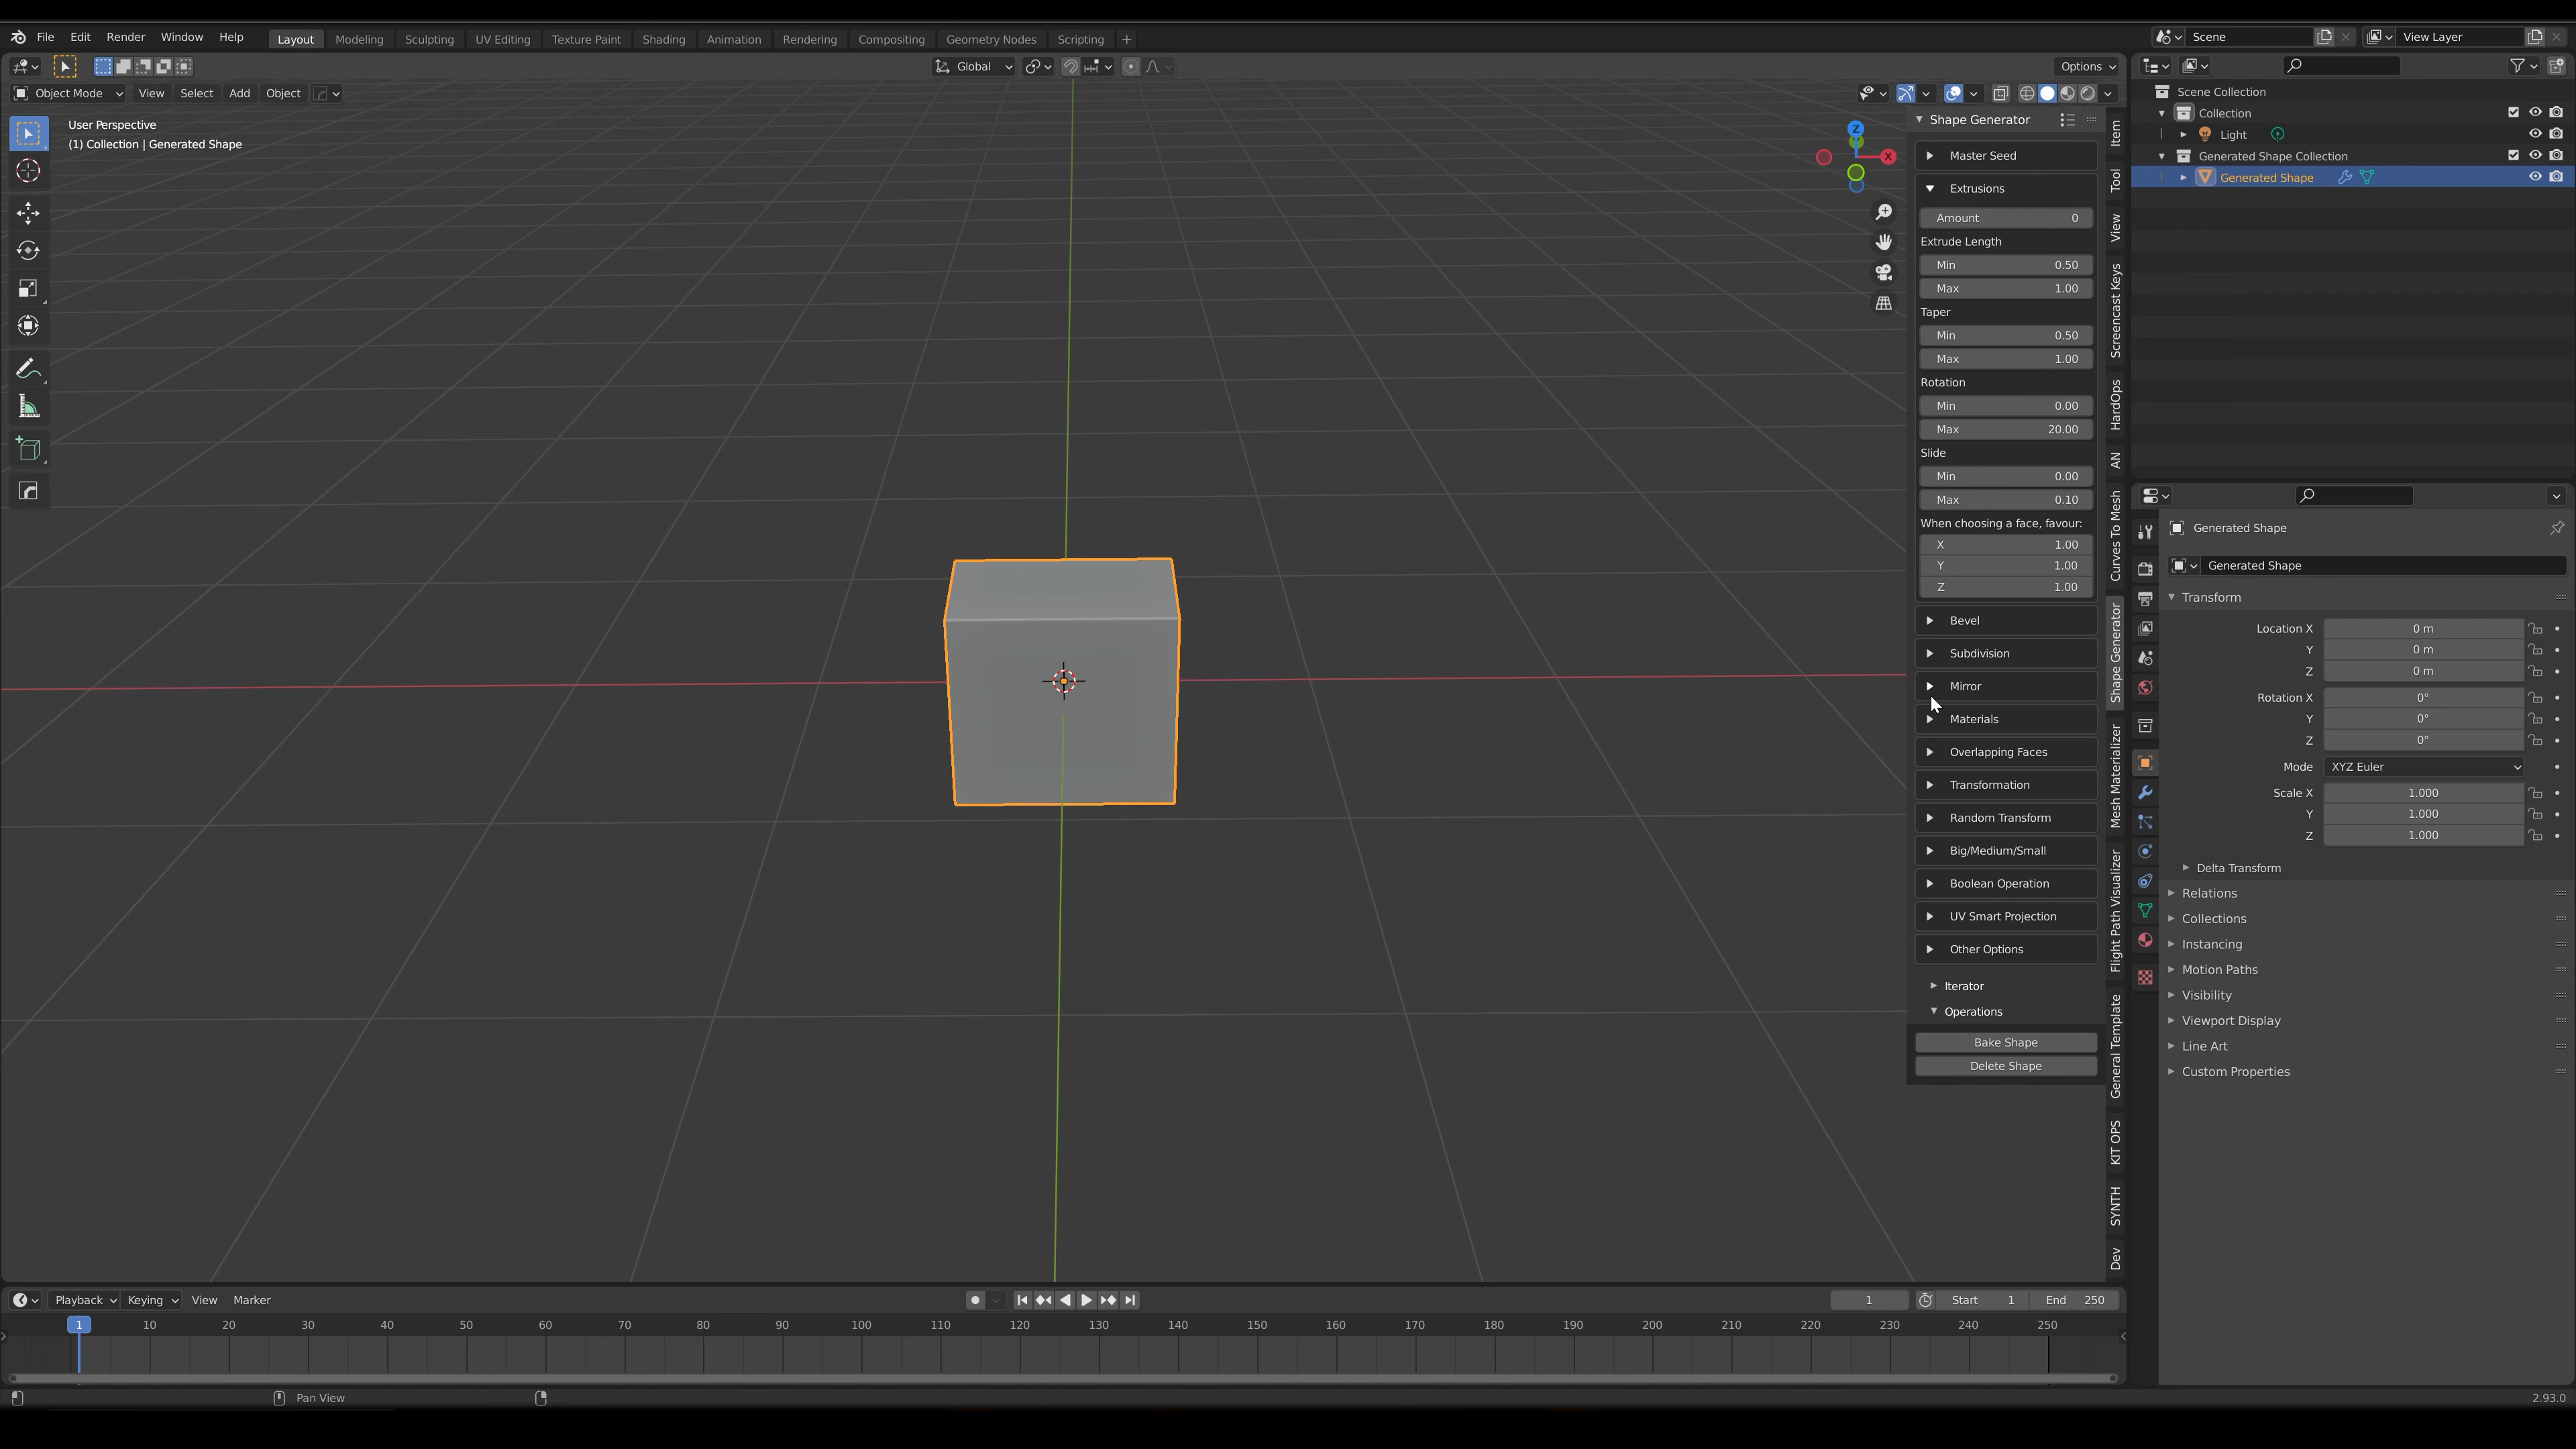 File Edit Render Window Help Layout Modeling Sculpting UV Editing Texture Paint Shading Animation Rendering Compositing Geometry Nodes Scripting + Scene View Layer
Global Options
Object Mode View Select Add Object
User Perspective
(1) Collection | Generated Shape
Z
X
Shape Generator
Master Seed
Extrusions
Amount 0
Extrude Length
Min 0.50
Max 1.00
Taper
Min 0.50
Max 1.00
Rotation
Min 0.00
Max 20.00
Slide
Min 0.00
Max 0.10
When choosing a face, favour:
X 1.00
Y 1.00
Z 1.00
Bevel
Subdivision
Mirror
Materials
Overlapping Faces
Transformation
Random Transform
Big/Medium/Small
Boolean Operation
UV Smart Projection
Other Options
Iterator
Operations
Bake Shape
Delete Shape
Item
Tool
View
Screencast Keys
HardOps
AN
Curves To Mesh
Shape Generator
Mesh Materializer
Flight Path Visualizer
General Template
KIT OPS
SYNTH
Dev
Scene Collection
Collection
Light
Generated Shape Collection
Generated Shape
Generated Shape
Generated Shape
Transform
Location X 0 m
Y 0 m
Z 0 m
Rotation X 0°
Y 0°
Z 0°
Mode XYZ Euler
Scale X 1.000
Y 1.000
Z 1.000
Delta Transform
Relations
Collections
Instancing
Motion Paths
Visibility
Viewport Display
Line Art
Custom Properties
Playback Keying View Marker 1 Start 1 End 250
1 10 20 30 40 50 60 70 80 90 100 110 120 130 140 150 160 170 180 190 200 210 220 230 240 250
Pan View 2.93.0